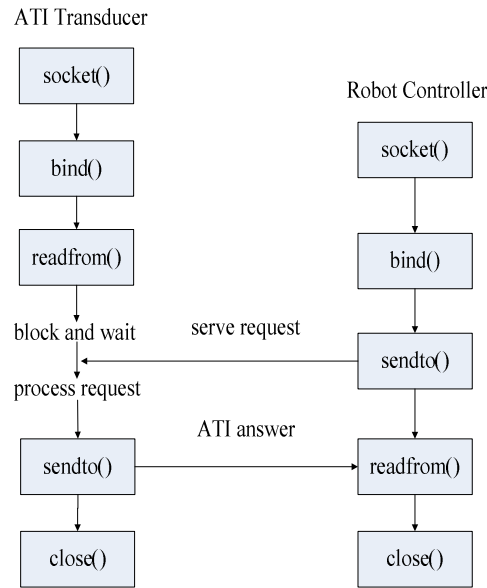 ATI Transducer
socket()
bind()
readfrom()
block and wait
process request
sendto()
close()
serve request
ATI answer
Robot Controller
socket()
bind()
sendto()
readfrom()
close()